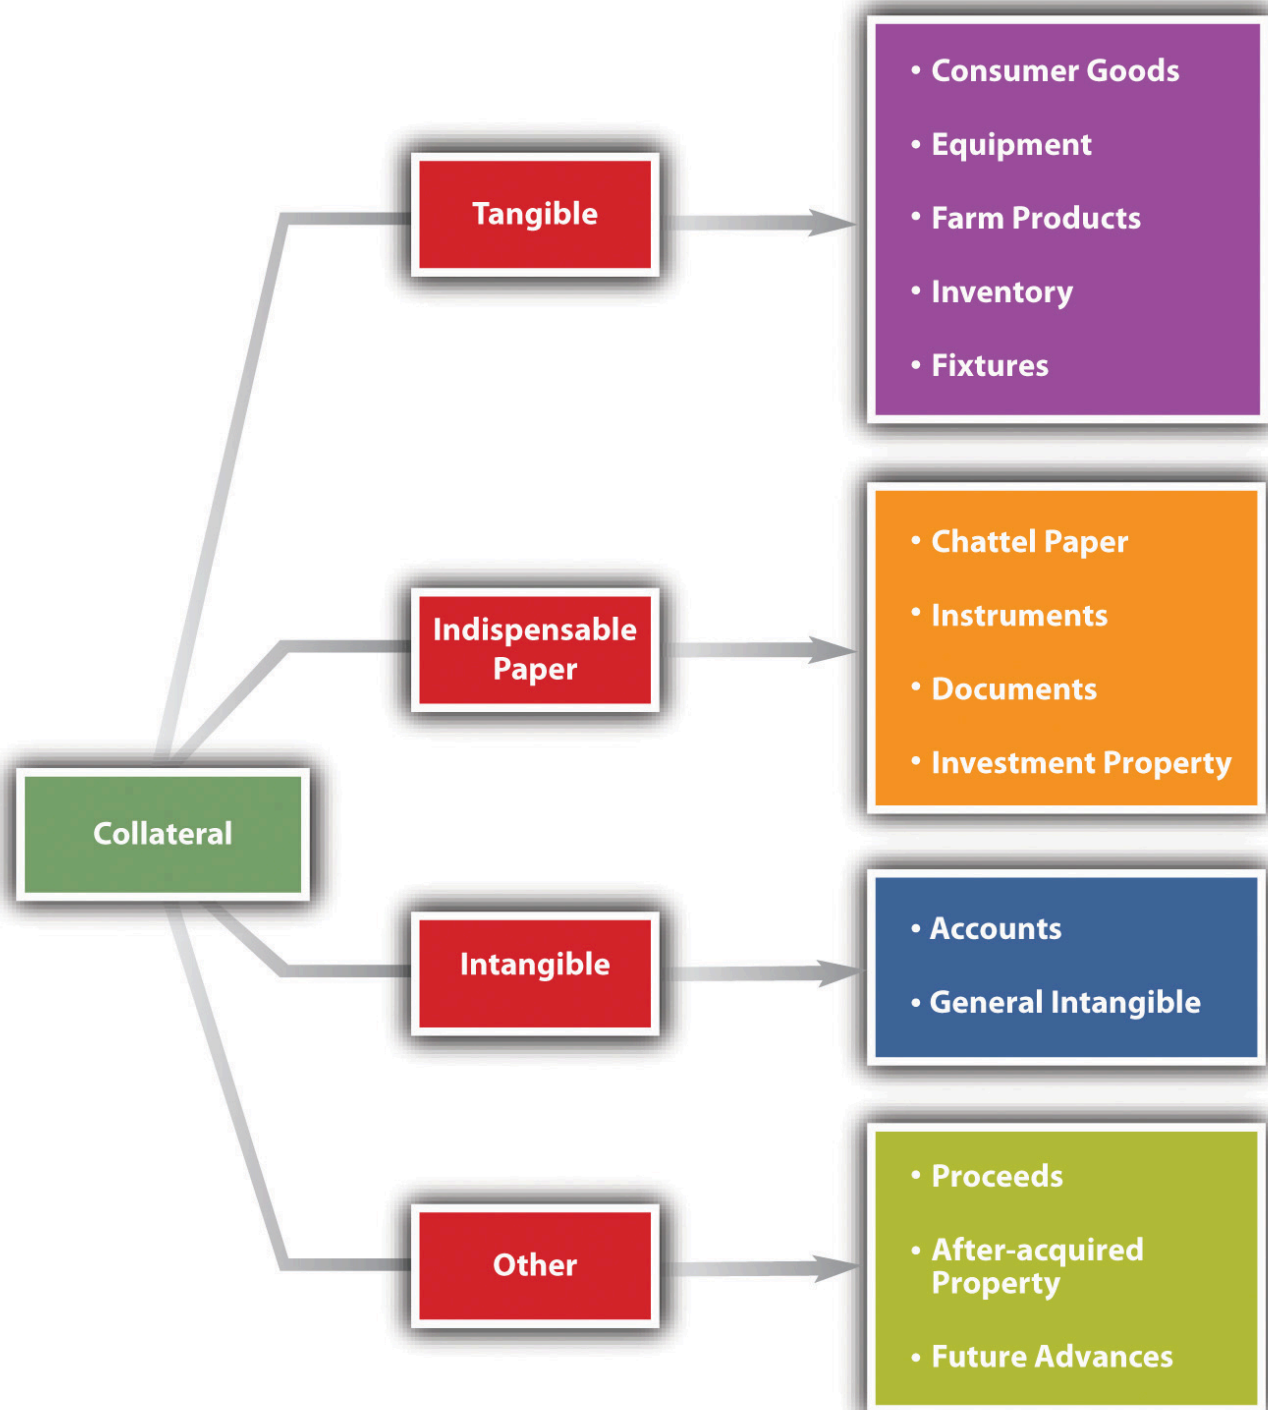 Collateral
Tangible
• Consumer Goods
• Equipment
• Farm Products
• Inventory
• Fixtures
Indispensable
Paper
• Chattel Paper
• Instruments
• Documents
• Investment Property
Intangible
• Accounts
• General Intangible
Other
• Proceeds
• After-acquired
Property
• Future Advances